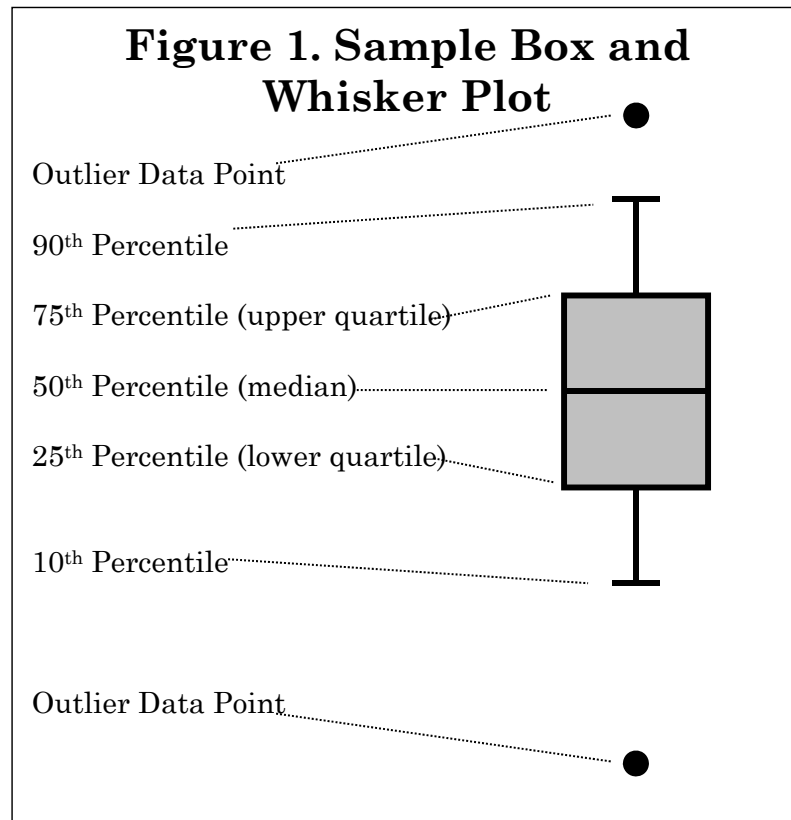 Figure 1. Sample Box and
Whisker Plot
Outlier Data Point
90th Percentile
75th Percentile (upper quartile)
50th Percentile (median)
25th Percentile (lower quartile)
10th Percentile
Outlier Data Point